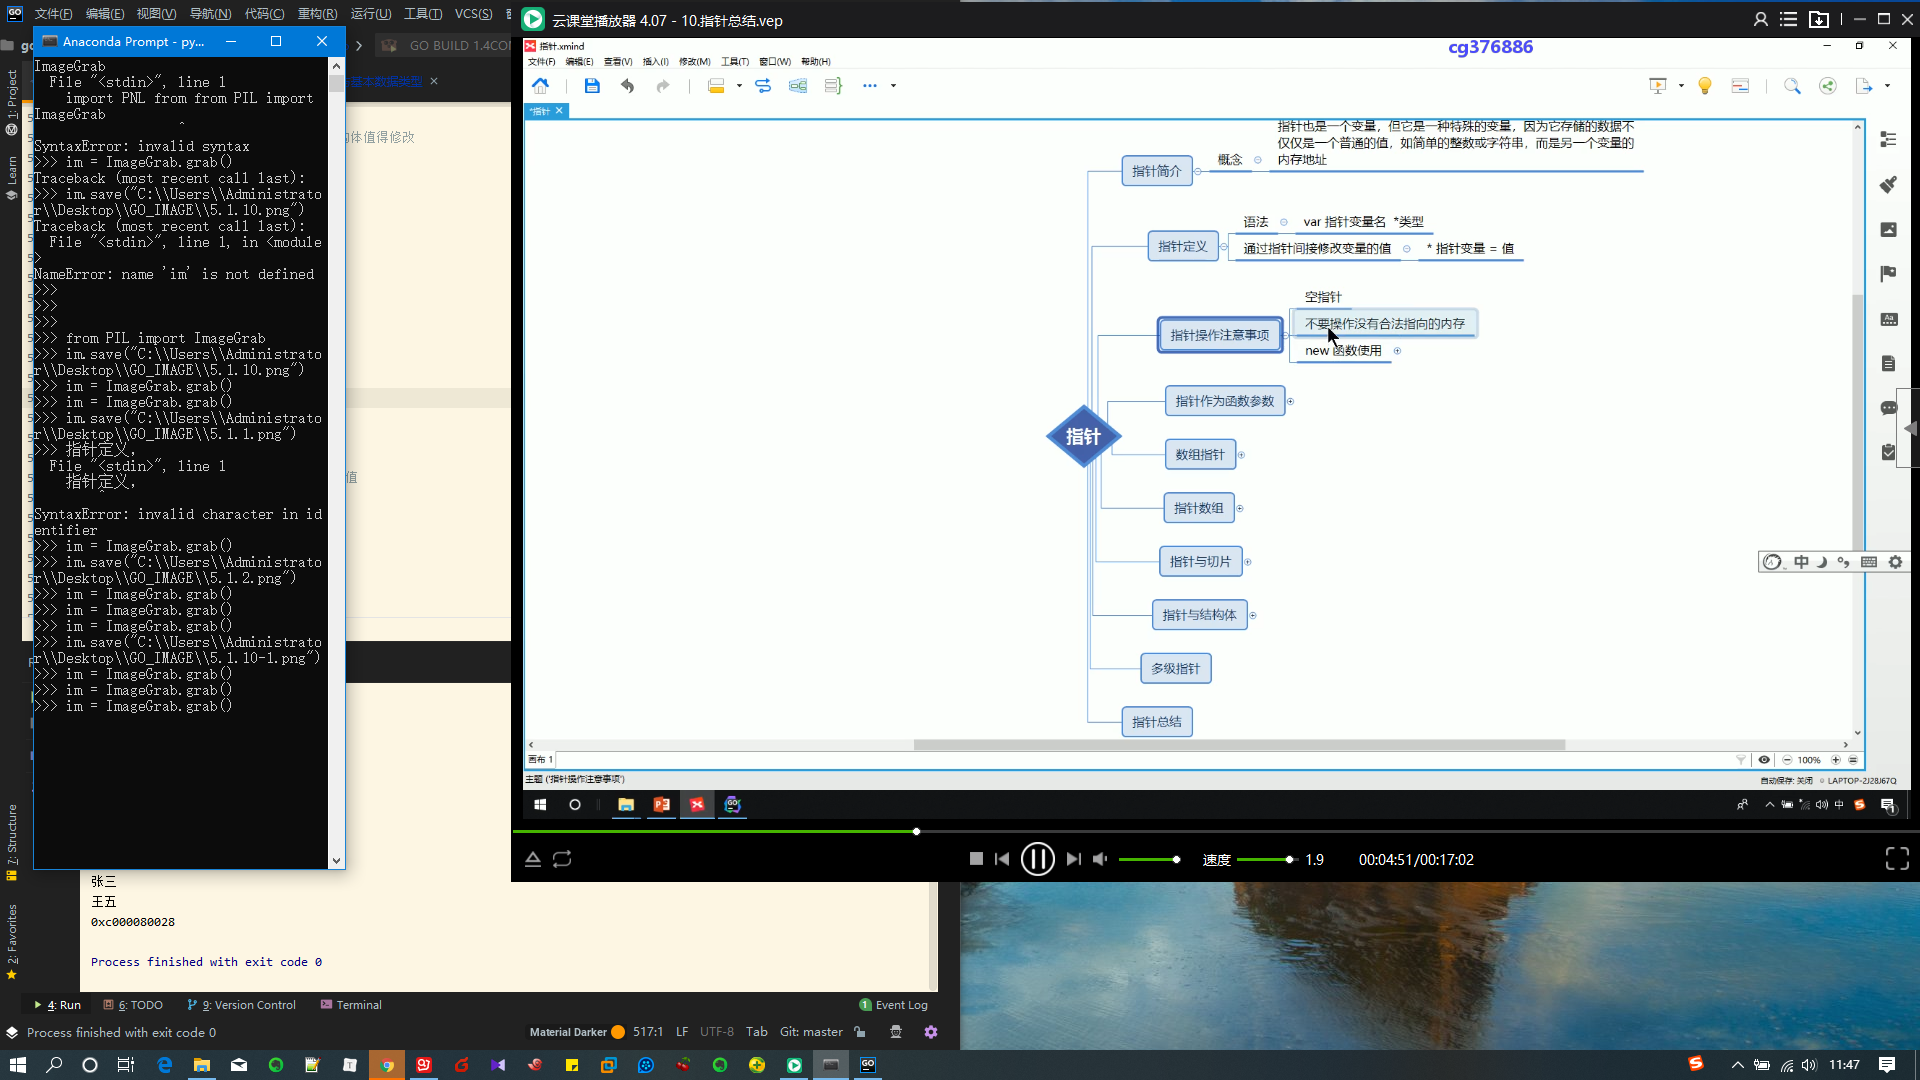 文件(F) 编辑(E) 视图(V) 导航(N) 代码(C) 重构(R) 运行(U) 工具(T) VCS(S)
Anaconda Prompt - py...
GO BUILD 1.4CON
基本数据类型
体值得修改
值
1: Project
Learn
7: Structure
2: Favorites
ImageGrab
File "<stdin>", line 1
import PNL from from PIL import
ImageGrab
^
SyntaxError: invalid syntax
>>> im = ImageGrab.grab()
Traceback (most recent call last):
>>> im.save("C:\\Users\\Administrato
r\\Desktop\\GO_IMAGE\\5.1.10.png")
Traceback (most recent call last):
File "<stdin>", line 1, in <module
>
NameError: name 'im' is not defined
>>>
>>>
>>>
>>> from PIL import ImageGrab
>>> im.save("C:\\Users\\Administrato
r\\Desktop\\GO_IMAGE\\5.1.10.png")
>>> im = ImageGrab.grab()
>>> im = ImageGrab.grab()
>>> im.save("C:\\Users\\Administrato
r\\Desktop\\GO_IMAGE\\5.1.1.png")
>>> 指针定义,
File "<stdin>", line 1
指针定义,
^
SyntaxError: invalid character in id
entifier
>>> im = ImageGrab.grab()
>>> im.save("C:\\Users\\Administrato
r\\Desktop\\GO_IMAGE\\5.1.2.png")
>>> im = ImageGrab.grab()
>>> im = ImageGrab.grab()
>>> im = ImageGrab.grab()
>>> im.save("C:\\Users\\Administrato
r\\Desktop\\GO_IMAGE\\5.1.10-1.png")
>>> im = ImageGrab.grab()
>>> im = ImageGrab.grab()
>>> im = ImageGrab.grab()
云课堂播放器 4.07 - 10.指针总结.vep
指针.xmind
cg376886
文件(F) 编辑(E) 查看(V) 插入(I) 修改(M) 工具(T) 窗口(W) 帮助(H)
*指针
指针
指针简介
概念
指针也是一个变量，但它是一种特殊的变量，因为它存储的数据不
仅仅是一个普通的值，如简单的整数或字符串，而是另一个变量的
内存地址
指针定义
语法
var 指针变量名 *类型
通过指针间接修改变量的值
* 指针变量 = 值
指针操作注意事项
空指针
不要操作没有合法指向的内存
new 函数使用
指针作为函数参数
数组指针
指针数组
指针与切片
指针与结构体
多级指针
指针总结
中
画布 1
100%
主题 ('指针操作注意事项')
自动保存: 关闭 LAPTOP-2J28J67Q
中
速度 1.9 00:04:51/00:17:02
张三
王五
0xc000080028
Process finished with exit code 0
4: Run 6: TODO 9: Version Control Terminal
1 Event Log
Process finished with exit code 0
Material Darker 517:1 LF UTF-8 Tab Git: master
11:47